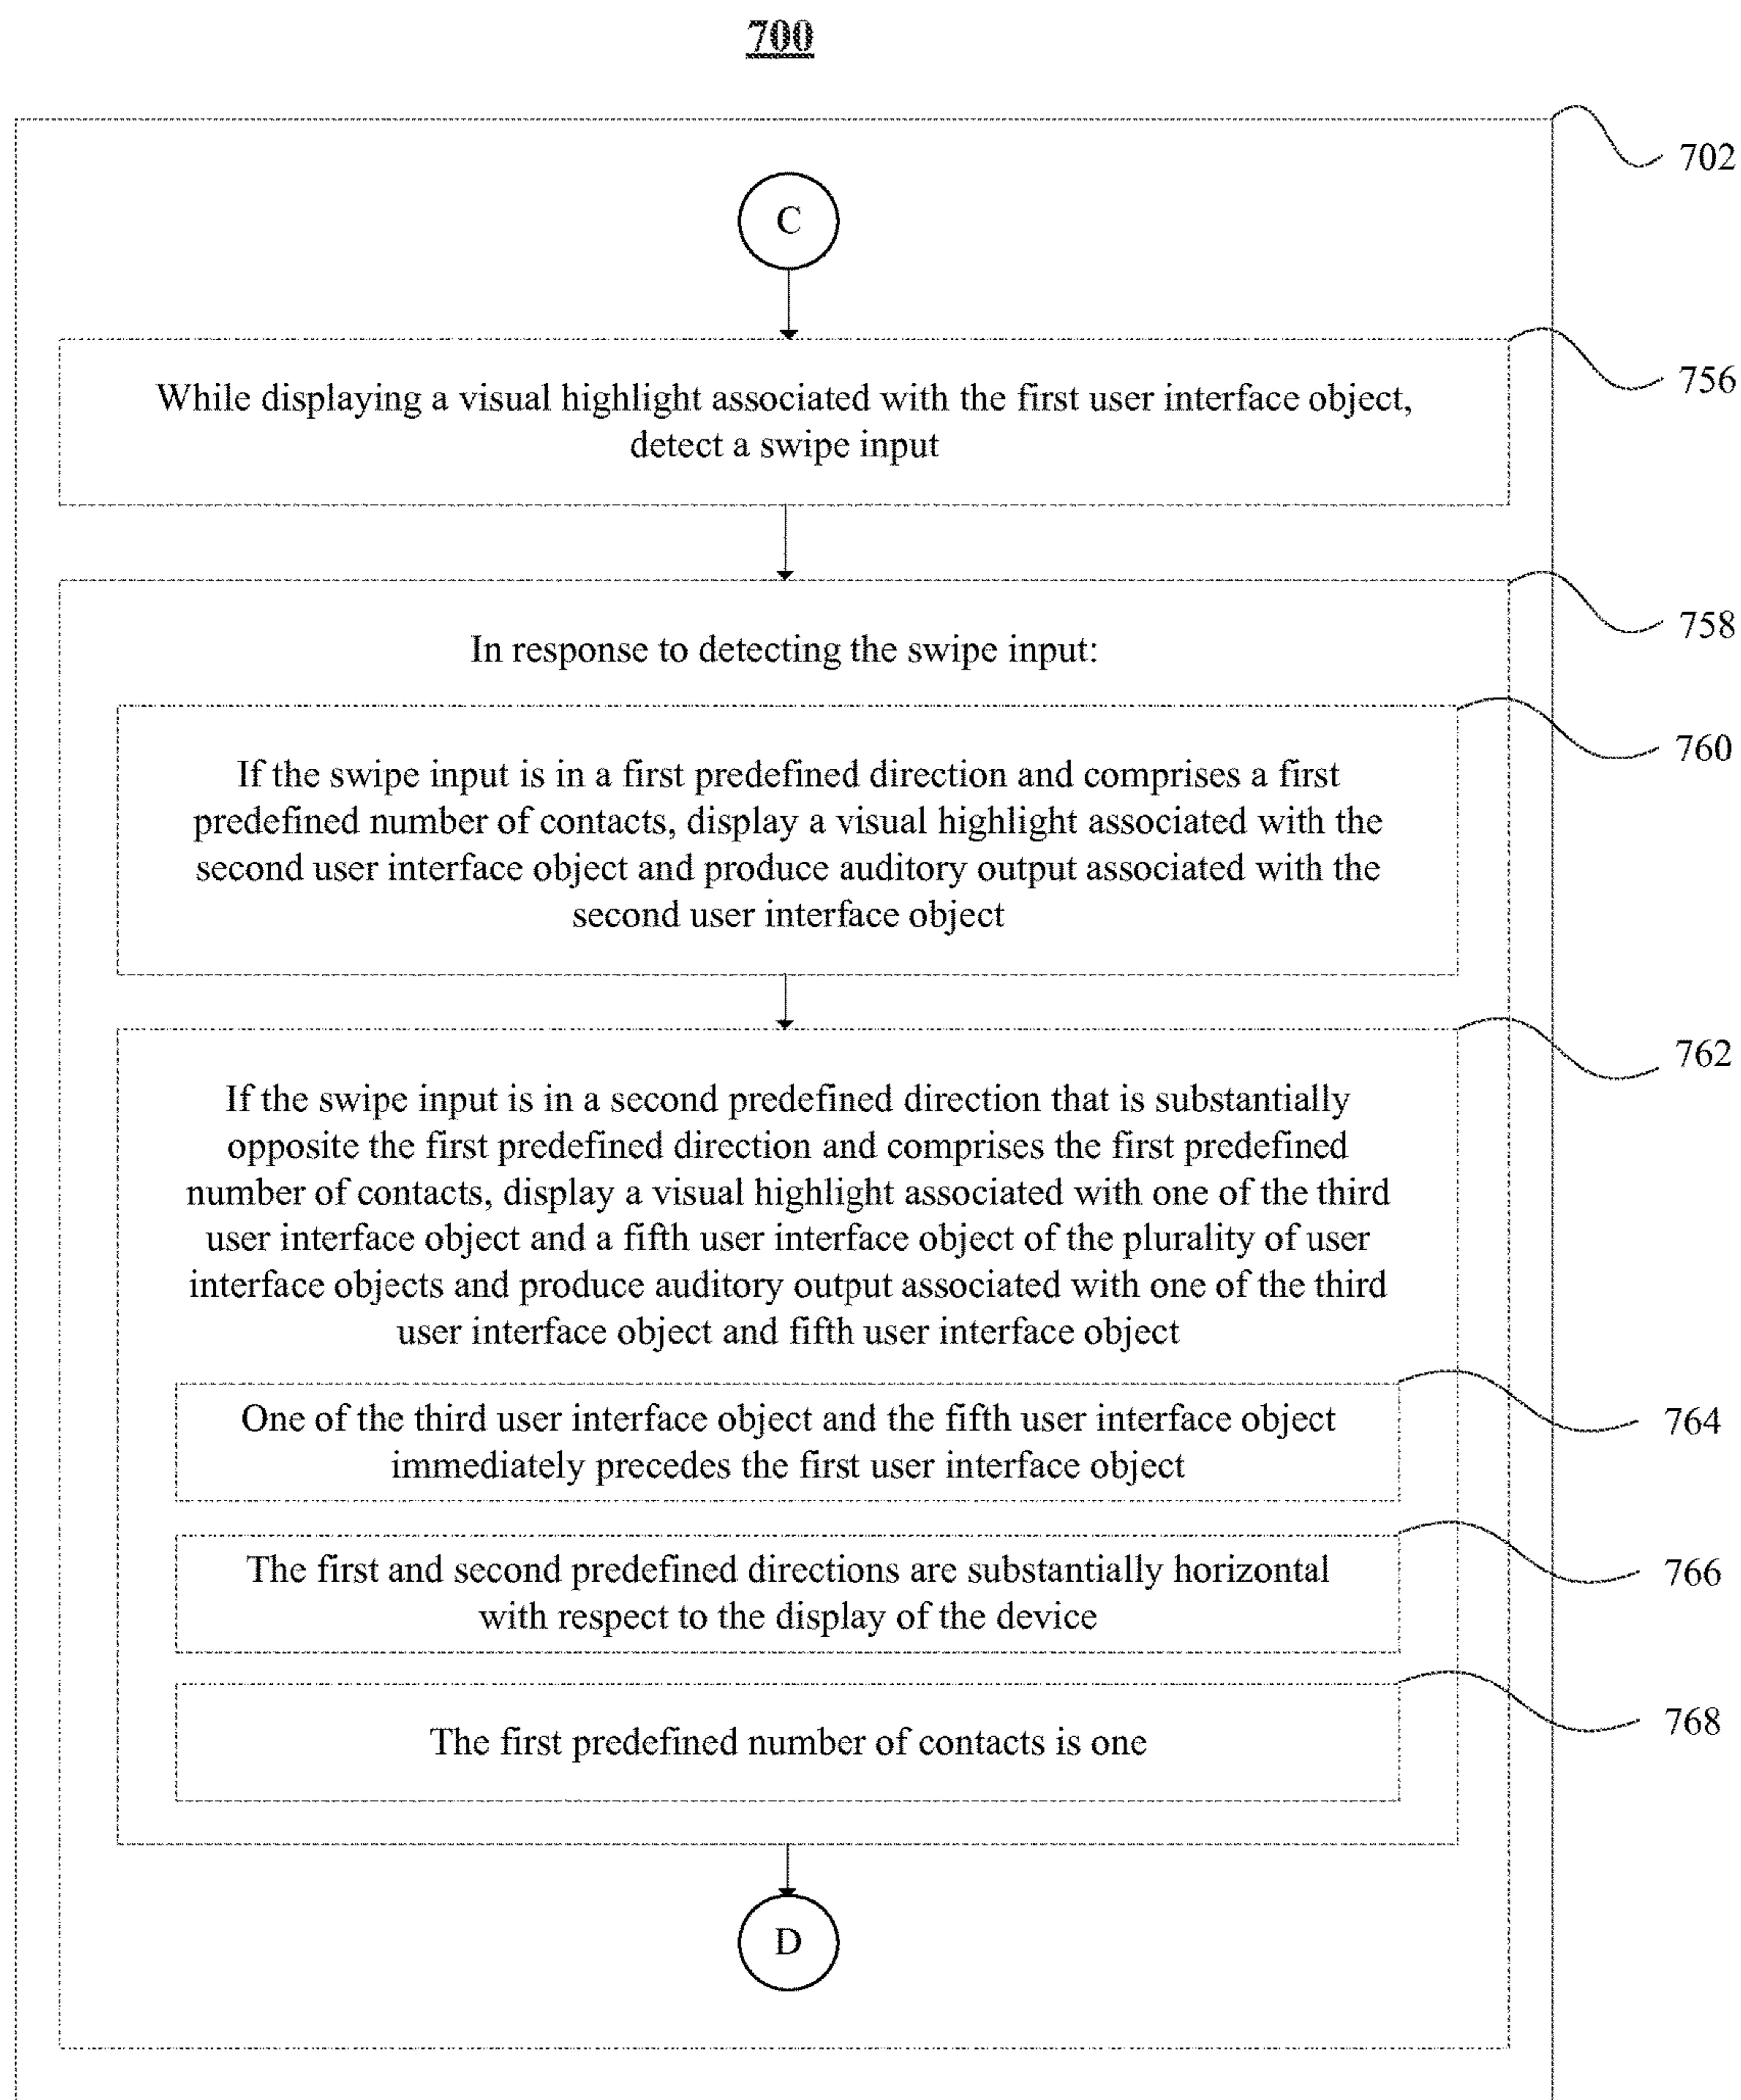 700
702
C
While displaying a visual highlight associated with the first user interface object,
detect a swipe input
756
In response to detecting the swipe input:
758
If the swipe input is in a first predefined direction and comprises a first
predefined number of contacts, display a visual highlight associated with the
second user interface object and produce auditory output associated with the
second user interface object
760
If the swipe input is in a second predefined direction that is substantially
opposite the first predefined direction and comprises the first predefined
number of contacts, display a visual highlight associated with one of the third
user interface object and a fifth user interface object of the plurality of user
interface objects and produce auditory output associated with one of the third
user interface object and fifth user interface object
762
One of the third user interface object and the fifth user interface object
immediately precedes the first user interface object
764
The first and second predefined directions are substantially horizontal
with respect to the display of the device
766
The first predefined number of contacts is one
768
D